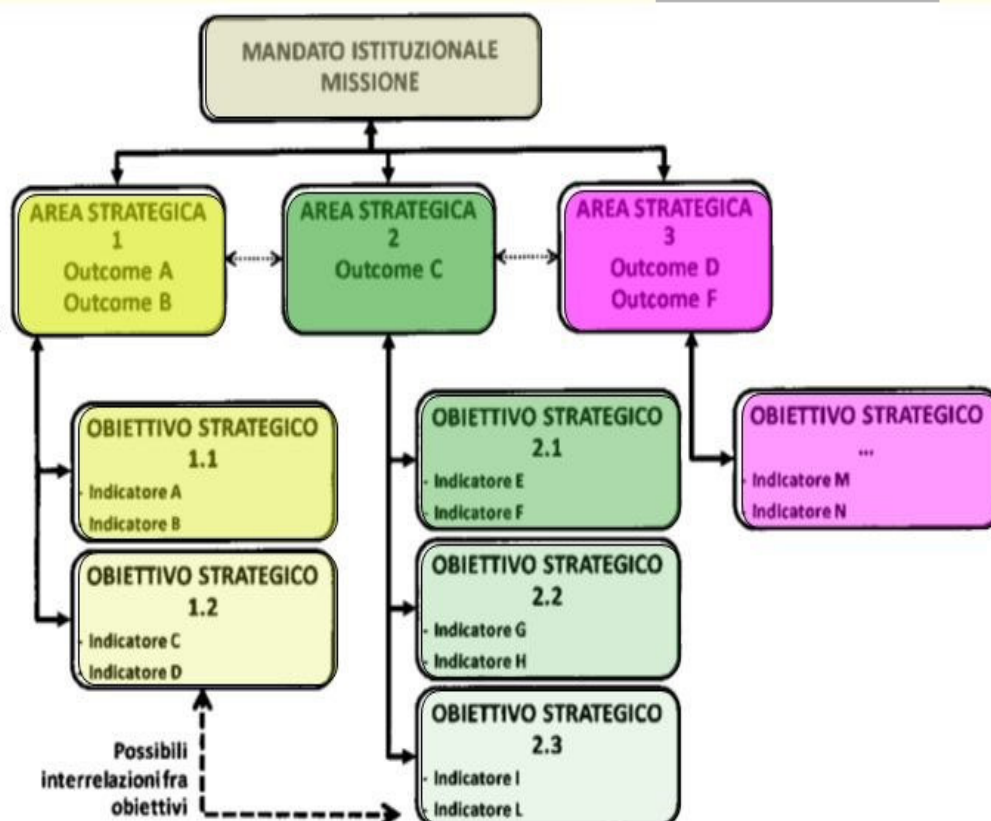 MANDATO ISTITUZIONALE
MISSIONE
AREA STRATEGICA
1
Outcome A
Outcome B
AREA STRATEGICA
2
Outcome C
AREA STRATEGICA
3
Outcome D
Outcome F
OBIETTIVO STRATEGICO
1.1
- Indicatore A
- Indicatore B
OBIETTIVO STRATEGICO
1.2
- Indicatore C
- Indicatore D
OBIETTIVO STRATEGICO
2.1
- Indicatore E
- Indicatore F
OBIETTIVO STRATEGICO
2.2
- Indicatore G
- Indicatore H
OBIETTIVO STRATEGICO
2.3
- Indicatore I
- Indicatore L
OBIETTIVO STRATEGICO
...
- Indicatore M
- Indicatore N
Possibili
interrelazioni fra
obiettivi